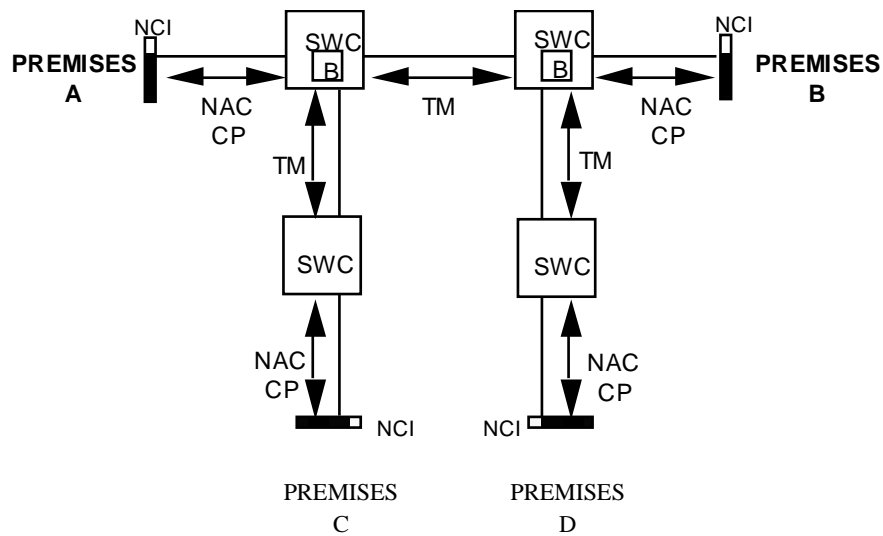 NCI
SWC
B
SWC
B
NCI
PREMISES
A
NAC
CP
TM
NAC
CP
PREMISES
B
TM
TM
SWC
SWC
NAC
CP
NAC
CP
NCI
NCI
PREMISES
C
PREMISES
D